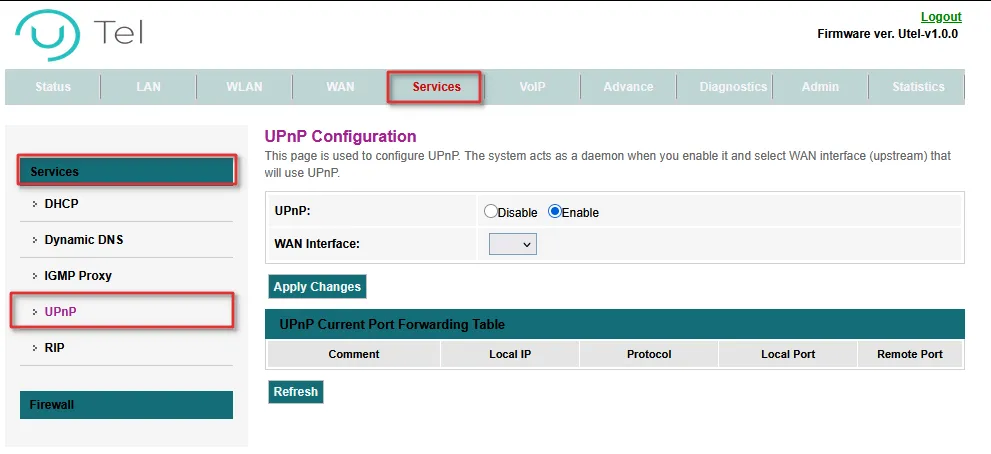 U Tel
Logout
Firmware ver. Utel-v1.0.0
Status LAN WLAN WAN Services VoIP Advance Diagnostics Admin Statistics
Services
DHCP
Dynamic DNS
IGMP Proxy
UPnP
RIP
Firewall
UPnP Configuration
This page is used to configure UPnP. The system acts as a daemon when you enable it and select WAN interface (upstream) that
will use UPnP.
UPnP: Disable Enable
WAN Interface:
Apply Changes
UPnP Current Port Forwarding Table
Comment Local IP Protocol Local Port Remote Port
Refresh